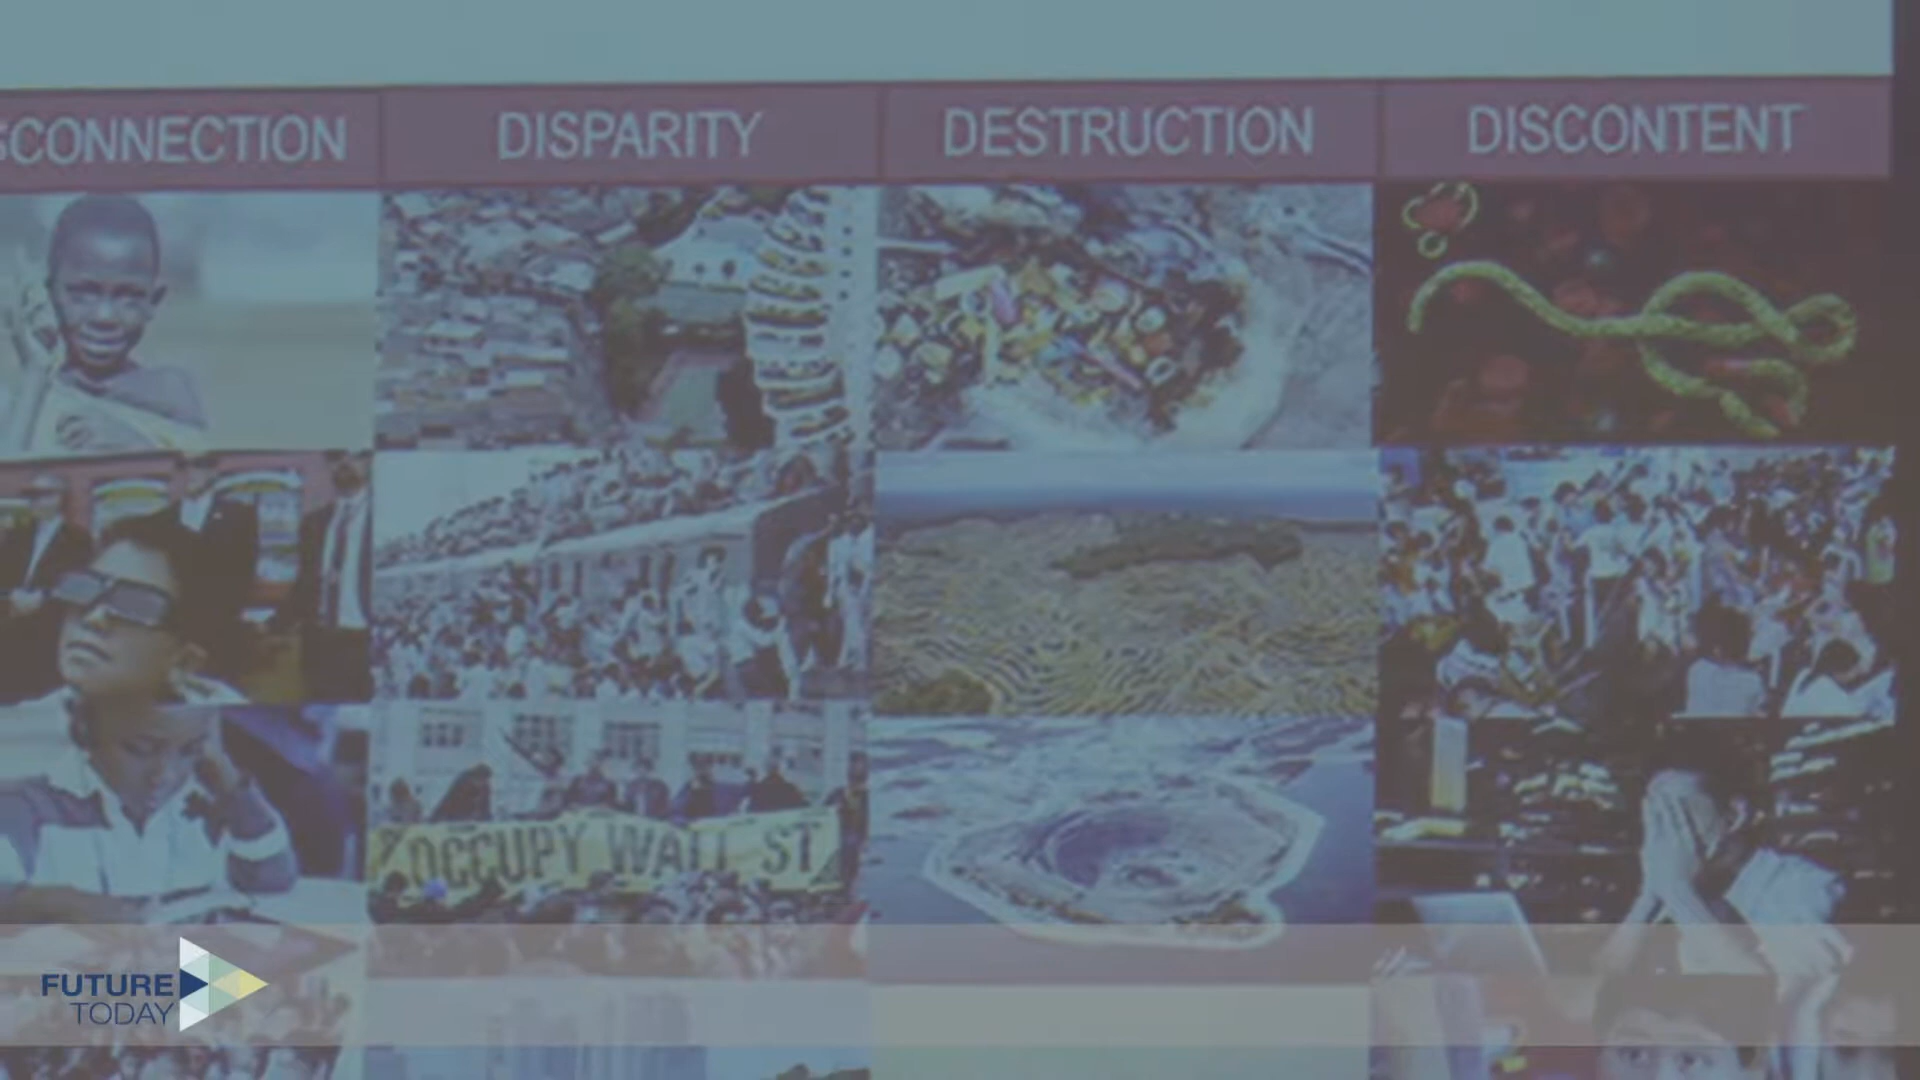 SCONNECTION DISPARITY DESTRUCTION DISCONTENT
OCCUPY WALL ST
FUTURE
TODAY